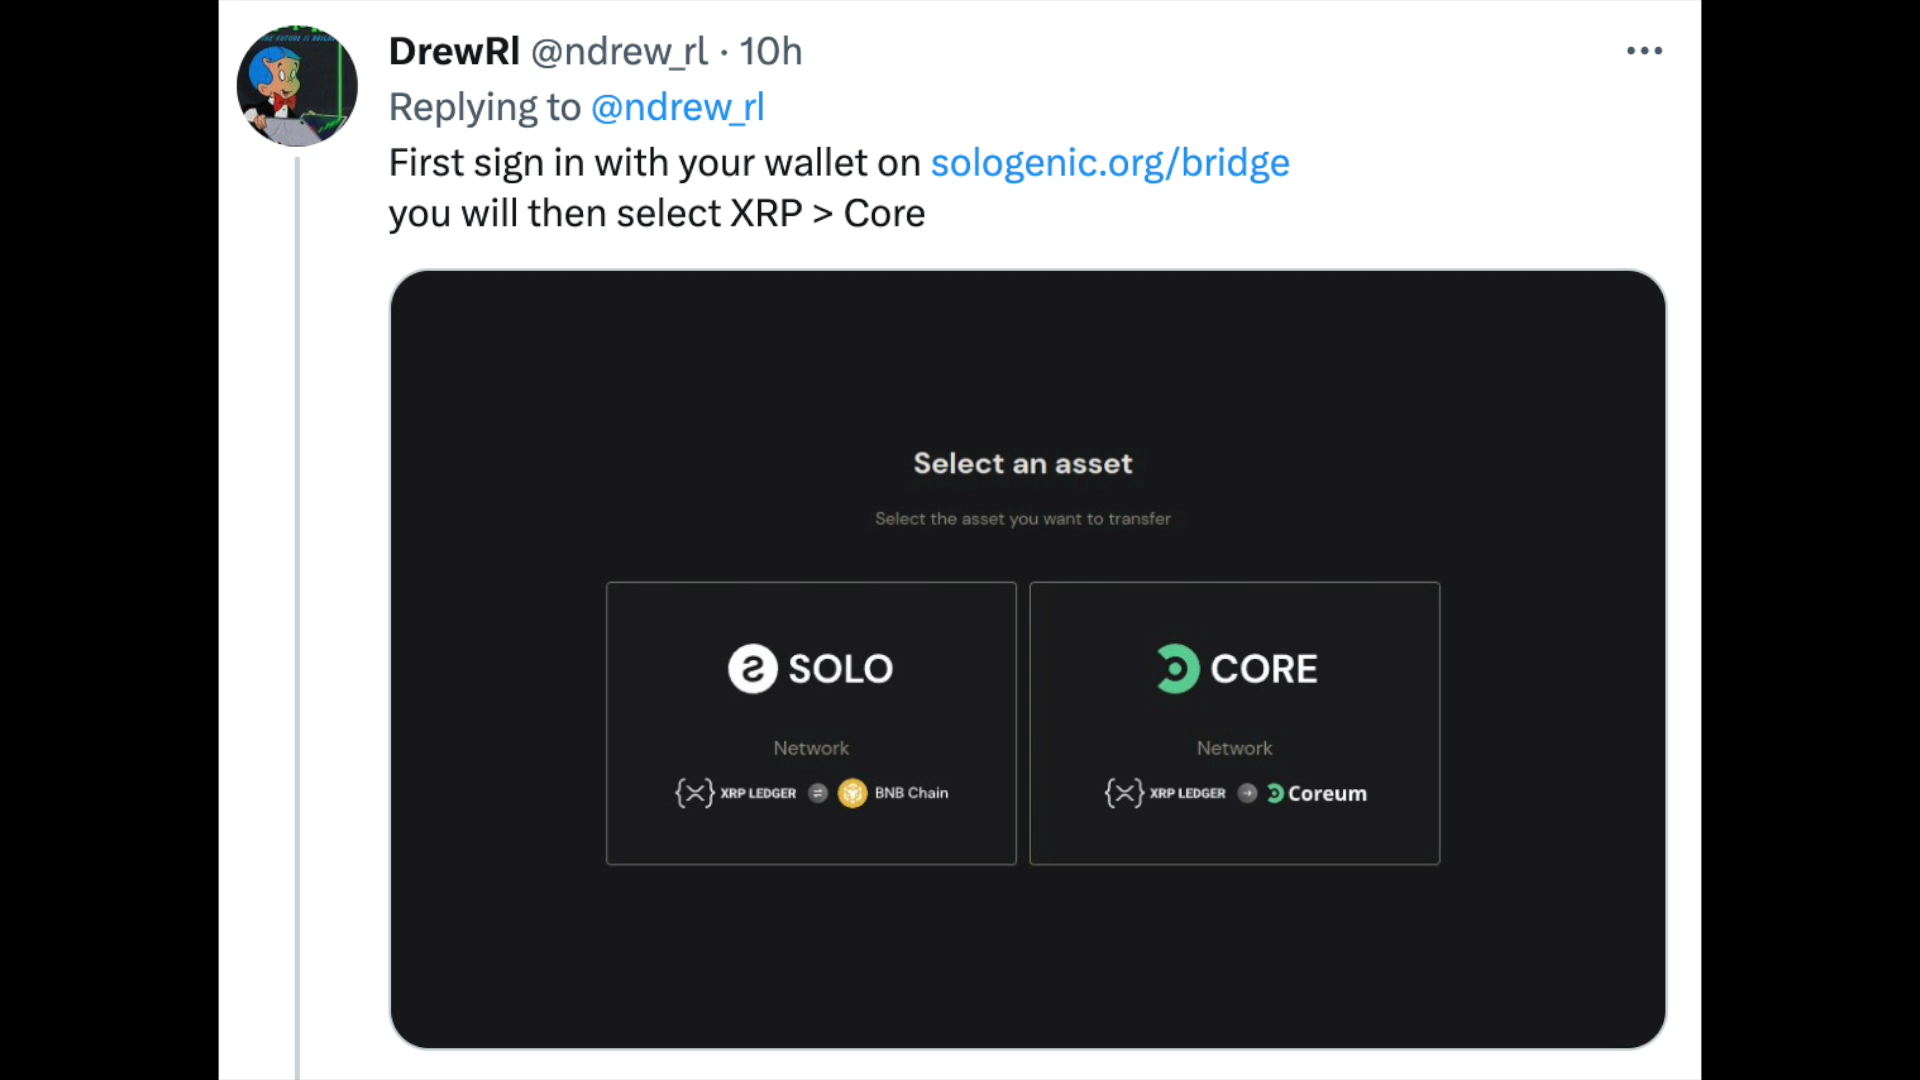 DrewRl @ndrew_rl · 10h
Replying to @ndrew_rl
First sign in with your wallet on sologenic.org/bridge
you will then select XRP > Core
Select an asset
Select the asset you want to transfer
SOLO
Network
XRP LEDGER BNB Chain
CORE
Network
XRP LEDGER Coreum